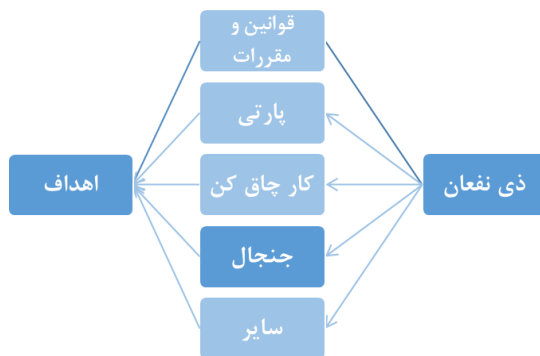 قوانین و
مقررات
پارتی
ذی نفعان
کار چاق کن
اهداف
جنجال
سایر